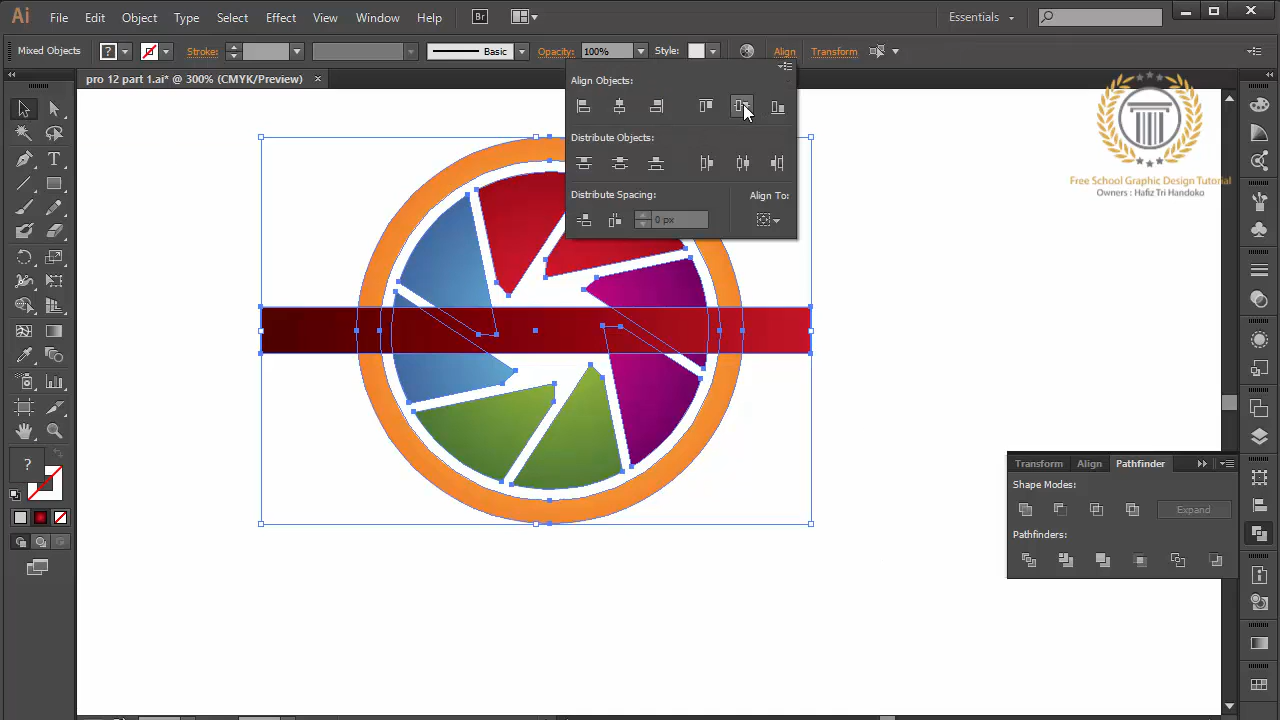 Ai File Edit Object Type Select Effect View Window Help Br Essentials
Mixed Objects ? Stroke: Basic Opacity: 100% Style: Align Transform
pro 12 part 1.ai* @ 300% (CMYK/Preview) ×
Align Objects:
Distribute Objects:
Distribute Spacing: Align To:
0 px
Free School Graphic Design Tutorial
Owners : Hafiz Tri Handoko
T
?
Transform Align Pathfinder
Shape Modes:
Expand
Pathfinders: